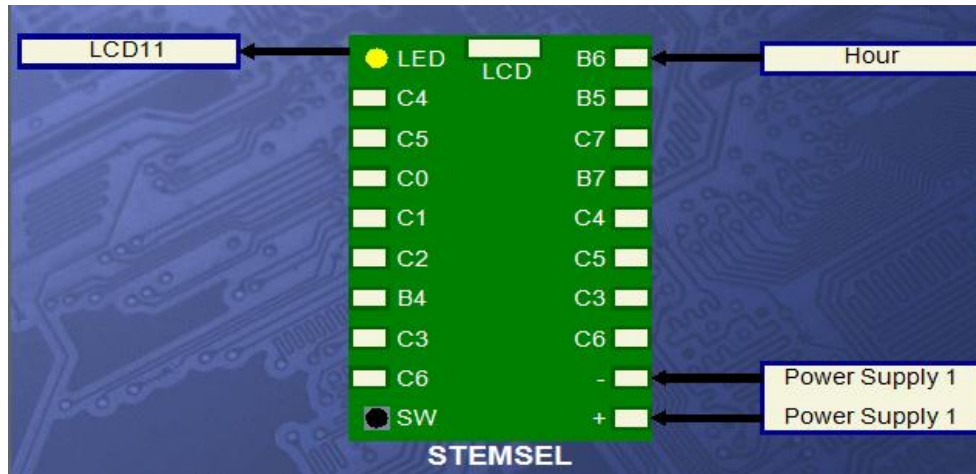 LCD11
LED
LCD
B6
Hour
C4
B5
C5
C7
C0
B7
C1
C4
C2
C5
B4
C3
C3
C6
C6
-
Power Supply 1
SW
+
Power Supply 1
STEMSEL